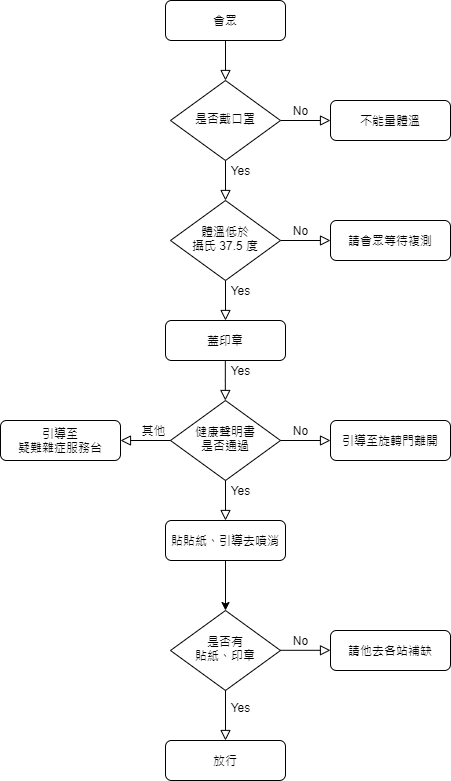 會眾
是否戴口罩
No
不能量體溫
Yes
體溫低於
攝氏 37.5 度
No
請會眾等待複測
Yes
蓋印章
Yes
引導至
疑難雜症服務台
其他
健康聲明書
是否通過
No
引導至旋轉門離開
Yes
貼貼紙、引導去噴消
是否有
貼紙、印章
No
請他去各站補缺
Yes
放行